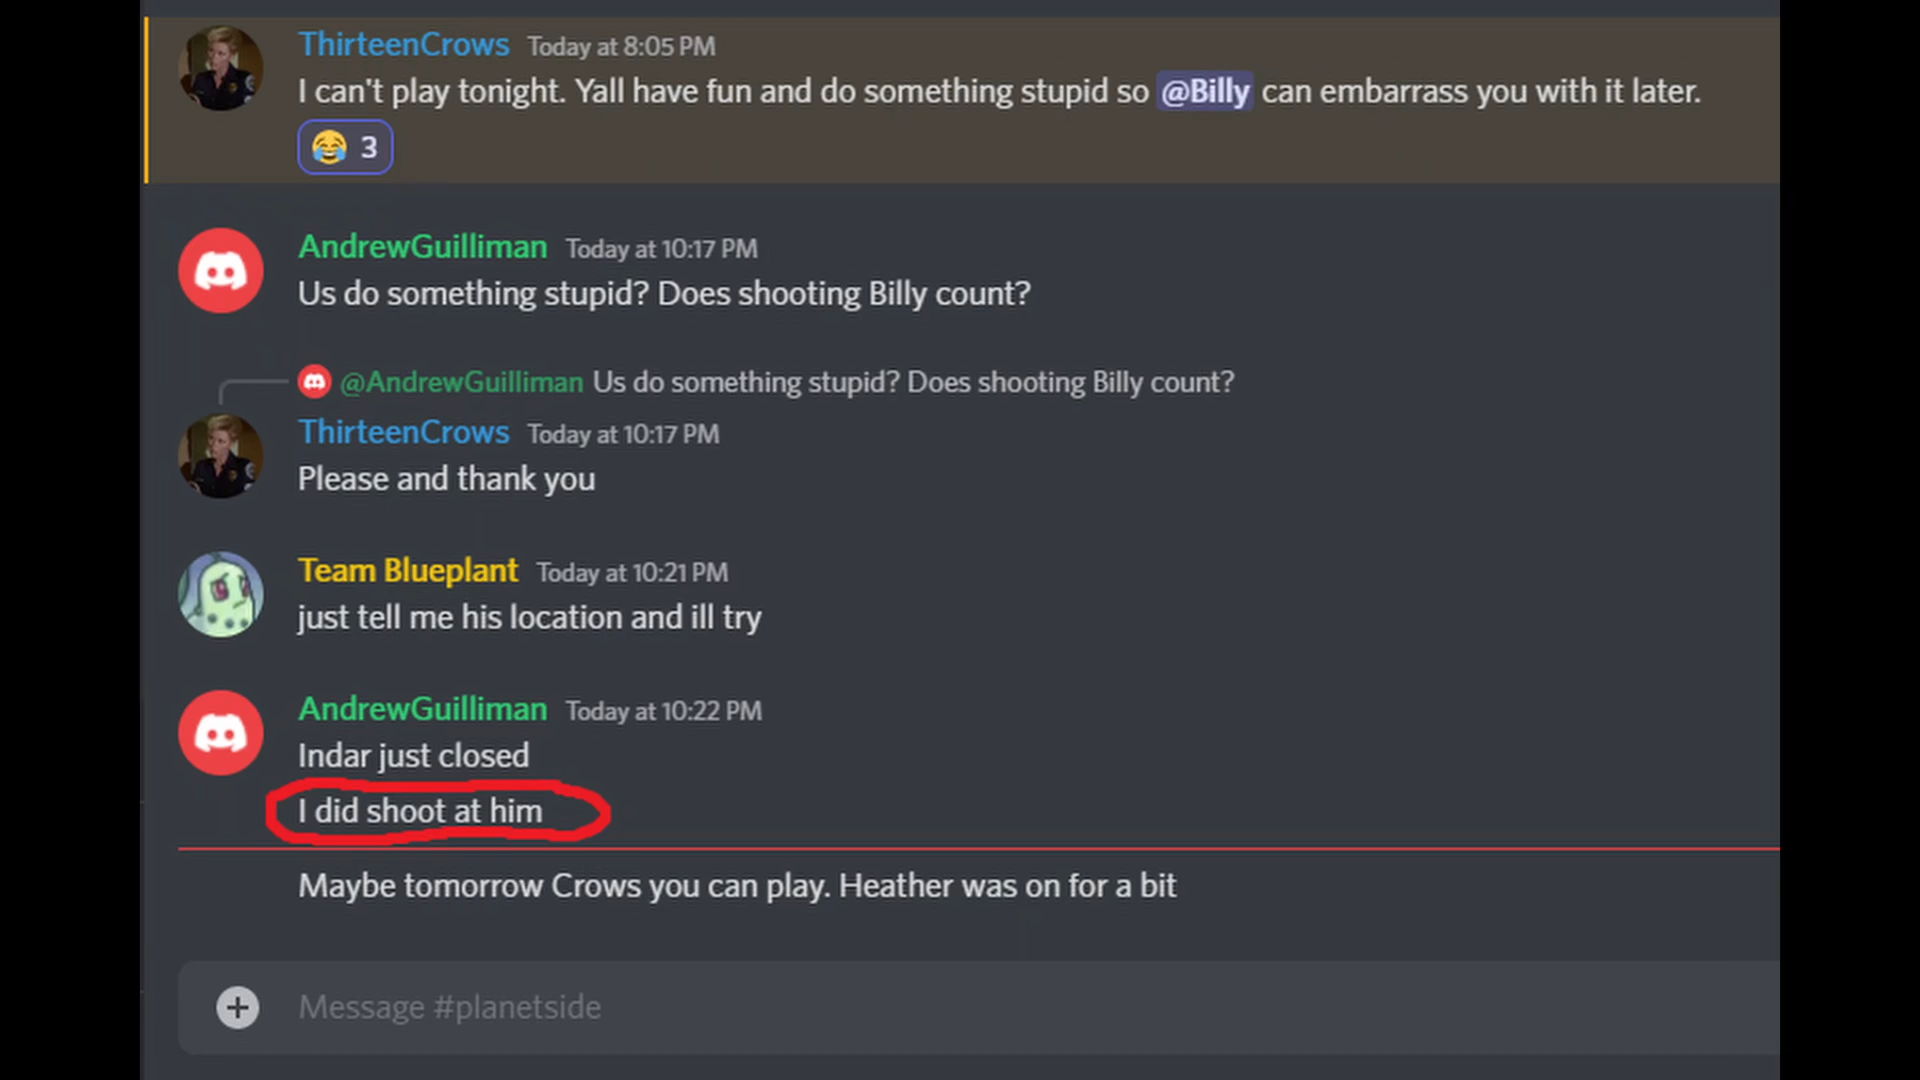 ThirteenCrows Today at 8:05 PM
I can't play tonight. Yall have fun and do something stupid so @Billy can embarrass you with it later.
😂 3
AndrewGuilliman Today at 10:17 PM
Us do something stupid? Does shooting Billy count?
@AndrewGuilliman Us do something stupid? Does shooting Billy count?
ThirteenCrows Today at 10:17 PM
Please and thank you
Team Blueplant Today at 10:21 PM
just tell me his location and ill try
AndrewGuilliman Today at 10:22 PM
Indar just closed
I did shoot at him
Maybe tomorrow Crows you can play. Heather was on for a bit
Message #planetside